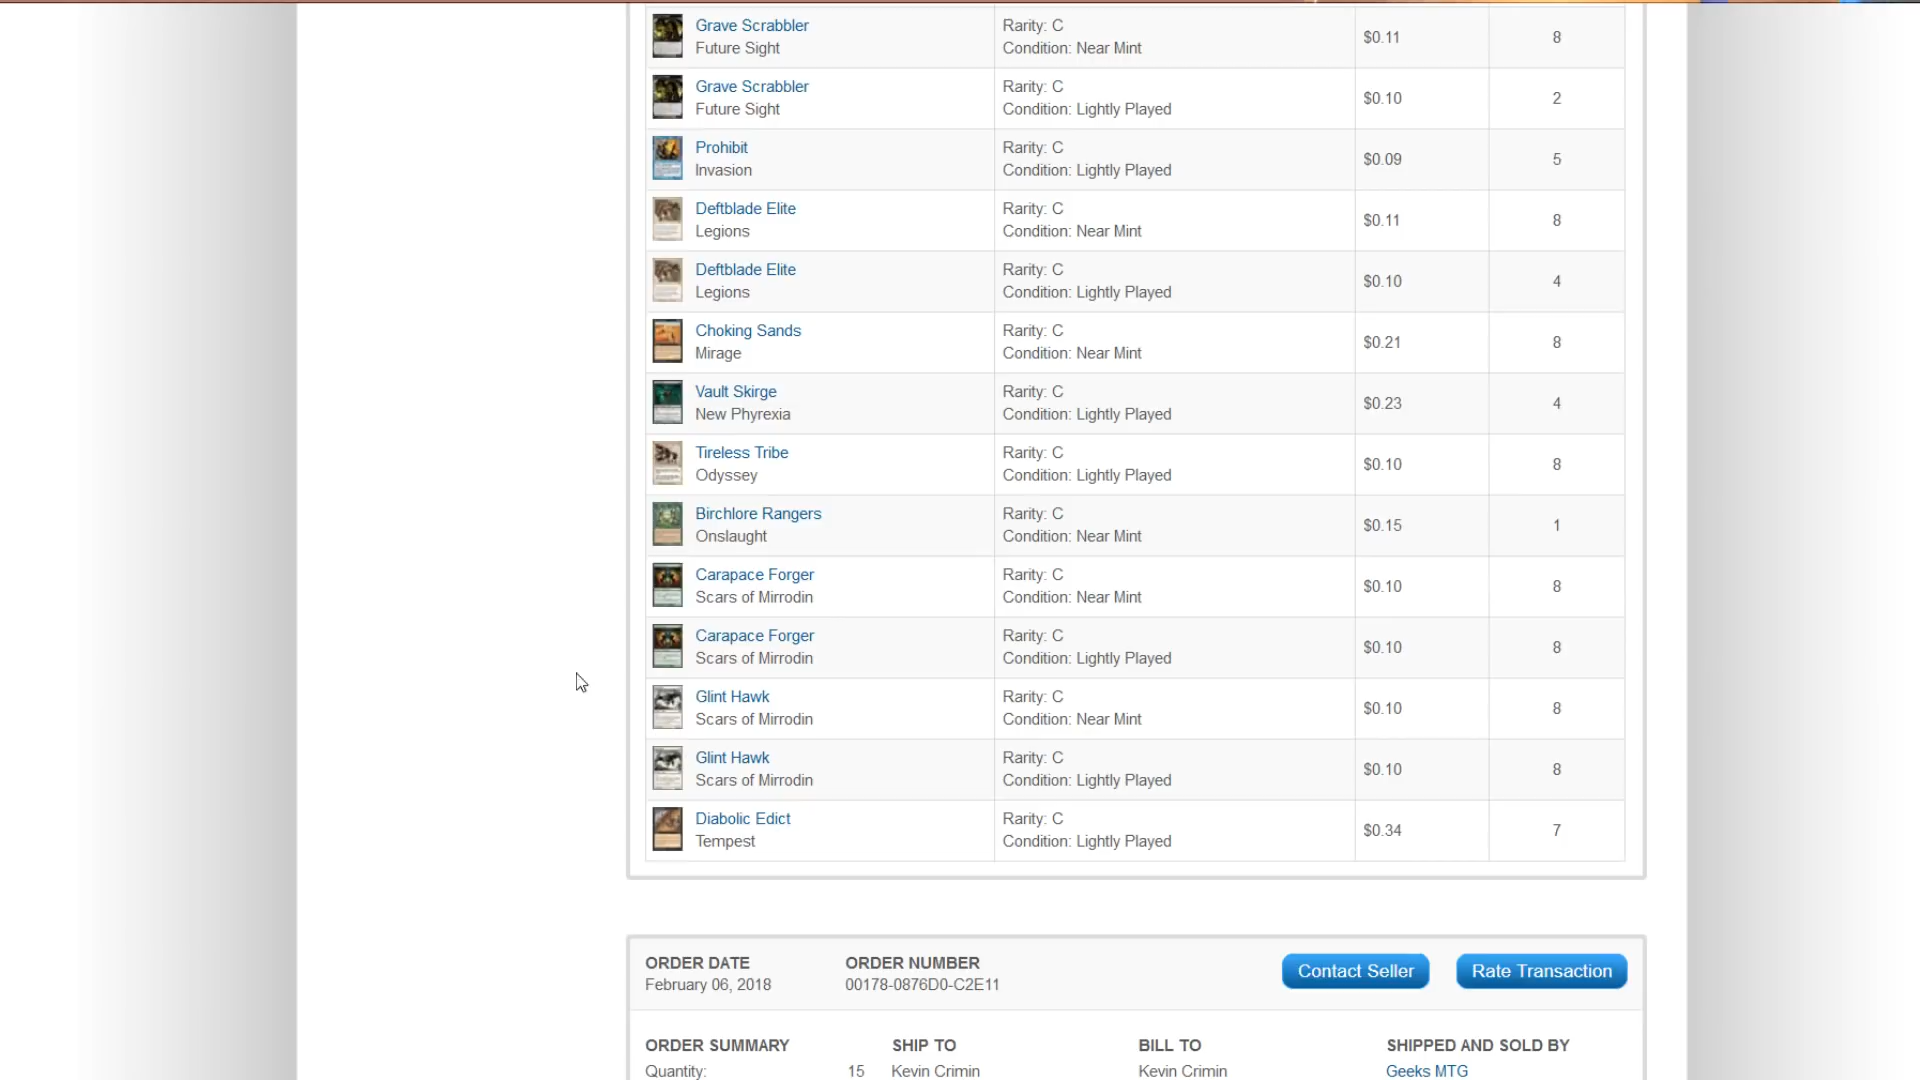 Grave Scrabbler
Future Sight
Rarity: C
Condition: Near Mint
$0.11
8
Grave Scrabbler
Future Sight
Rarity: C
Condition: Lightly Played
$0.10
2
Prohibit
Invasion
Rarity: C
Condition: Lightly Played
$0.09
5
Deftblade Elite
Legions
Rarity: C
Condition: Near Mint
$0.11
8
Deftblade Elite
Legions
Rarity: C
Condition: Lightly Played
$0.10
4
Choking Sands
Mirage
Rarity: C
Condition: Near Mint
$0.21
8
Vault Skirge
New Phyrexia
Rarity: C
Condition: Lightly Played
$0.23
4
Tireless Tribe
Odyssey
Rarity: C
Condition: Lightly Played
$0.10
8
Birchlore Rangers
Onslaught
Rarity: C
Condition: Near Mint
$0.15
1
Carapace Forger
Scars of Mirrodin
Rarity: C
Condition: Near Mint
$0.10
8
Carapace Forger
Scars of Mirrodin
Rarity: C
Condition: Lightly Played
$0.10
8
Glint Hawk
Scars of Mirrodin
Rarity: C
Condition: Near Mint
$0.10
8
Glint Hawk
Scars of Mirrodin
Rarity: C
Condition: Lightly Played
$0.10
8
Diabolic Edict
Tempest
Rarity: C
Condition: Lightly Played
$0.34
7
ORDER DATE
February 06, 2018
ORDER NUMBER
00178-0876D0-C2E11
Contact Seller
Rate Transaction
ORDER SUMMARY
Quantity: 15
SHIP TO
Kevin Crimin
BILL TO
Kevin Crimin
SHIPPED AND SOLD BY
Geeks MTG